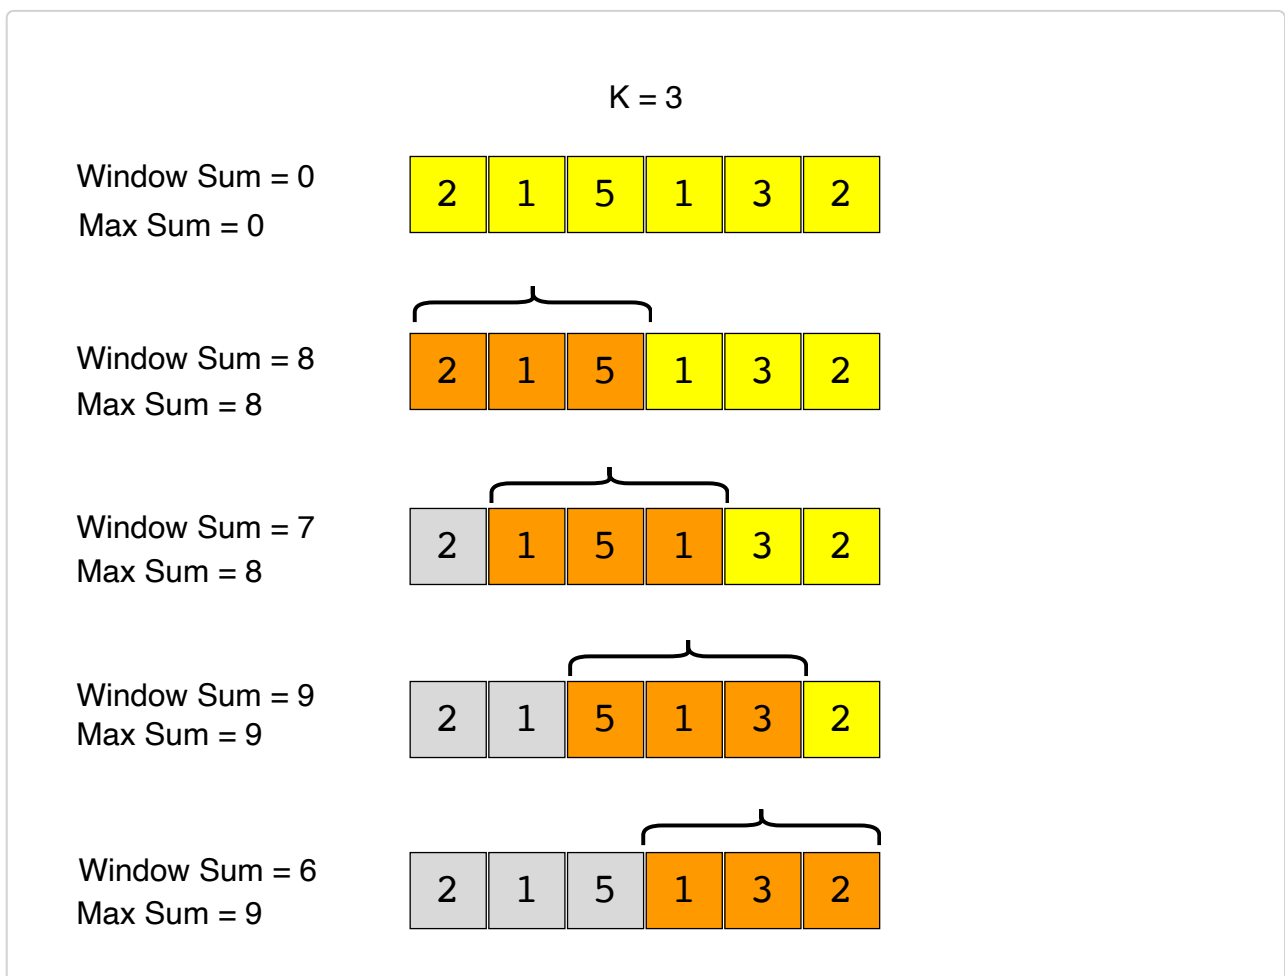 K = 3
Window Sum = 0
Max Sum = 0
2 1 5 1 3 2
Window Sum = 8
Max Sum = 8
2 1 5 1 3 2
Window Sum = 7
Max Sum = 8
2 1 5 1 3 2
Window Sum = 9
Max Sum = 9
2 1 5 1 3 2
Window Sum = 6
Max Sum = 9
2 1 5 1 3 2